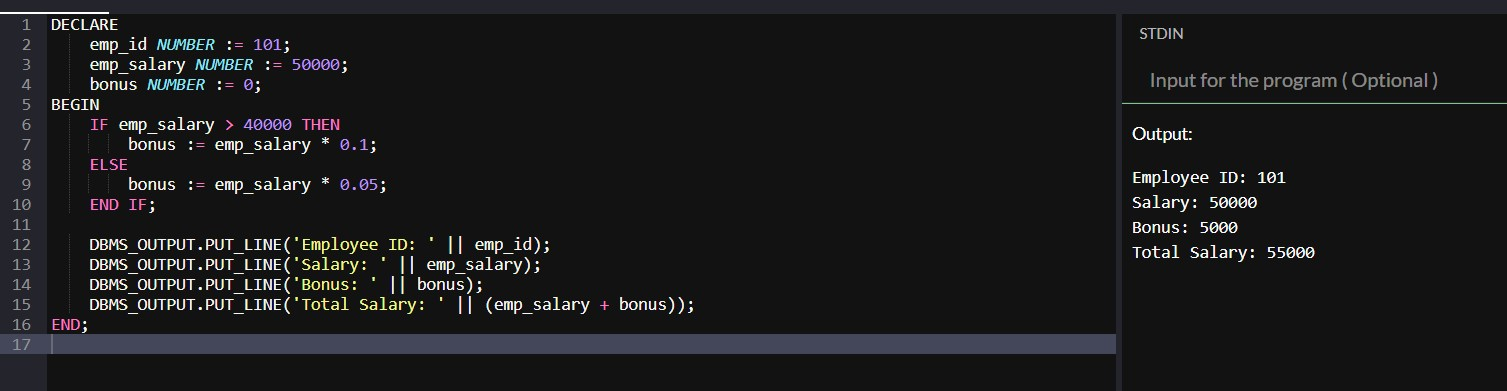 1 DECLARE
2     emp_id NUMBER := 101;
3     emp_salary NUMBER := 50000;
4     bonus NUMBER := 0;
5 BEGIN
6     IF emp_salary > 40000 THEN
7         bonus := emp_salary * 0.1;
8     ELSE
9         bonus := emp_salary * 0.05;
10     END IF;
11
12     DBMS_OUTPUT.PUT_LINE('Employee ID: ' || emp_id);
13     DBMS_OUTPUT.PUT_LINE('Salary: ' || emp_salary);
14     DBMS_OUTPUT.PUT_LINE('Bonus: ' || bonus);
15     DBMS_OUTPUT.PUT_LINE('Total Salary: ' || (emp_salary + bonus));
16 END;
17
STDIN
Input for the program ( Optional )
Output:
Employee ID: 101
Salary: 50000
Bonus: 5000
Total Salary: 55000